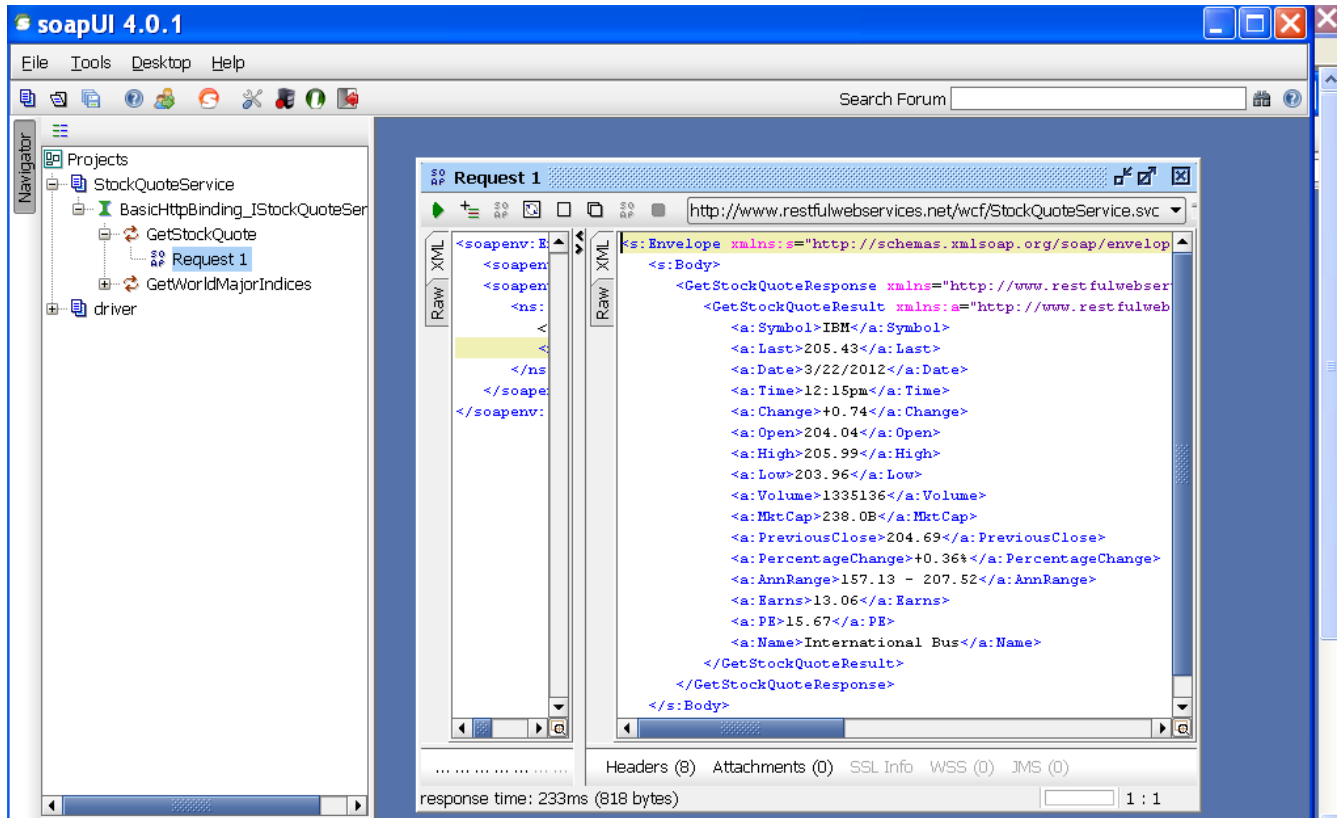 soapUI 4.0.1
File Tools Desktop Help
Search Forum
Navigator
Projects
StockQuoteService
BasicHttpBinding_IStockQuoteSer
GetStockQuote
SOAP Request 1
GetWorldMajorIndices
driver
SOAP Request 1
http://www.restfulwebservices.net/wcf/StockQuoteService.svc
XML
Raw
<soapenv:E
<soapen
<soapen
<ns:
<
<
</ns
</soape
</soapenv:
XML
Raw
<s:Envelope xmlns:s="http://schemas.xmlsoap.org/soap/envelop
<s:Body>
<GetStockQuoteResponse xmlns="http://www.restfulwebser
<GetStockQuoteResult xmlns:a="http://www.restfulweb
<a:Symbol>IBM</a:Symbol>
<a:Last>205.43</a:Last>
<a:Date>3/22/2012</a:Date>
<a:Time>12:15pm</a:Time>
<a:Change>+0.74</a:Change>
<a:Open>204.04</a:Open>
<a:High>205.99</a:High>
<a:Low>203.96</a:Low>
<a:Volume>1335136</a:Volume>
<a:MktCap>238.0B</a:MktCap>
<a:PreviousClose>204.69</a:PreviousClose>
<a:PercentageChange>+0.36%</a:PercentageChange>
<a:AnnRange>157.13 - 207.52</a:AnnRange>
<a:Earns>13.06</a:Earns>
<a:PE>15.67</a:PE>
<a:Name>International Bus</a:Name>
</GetStockQuoteResult>
</GetStockQuoteResponse>
</s:Body>
... ... ... ... ... ... ...
Headers (8) Attachments (0) SSL Info WSS (0) JMS (0)
response time: 233ms (818 bytes)
1 : 1